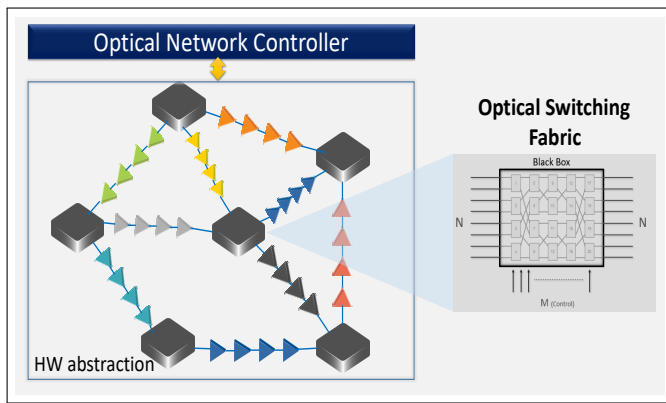 Optical Network Controller
Optical Switching
Fabric
Black Box
N
N
M (Control)
HW abstraction